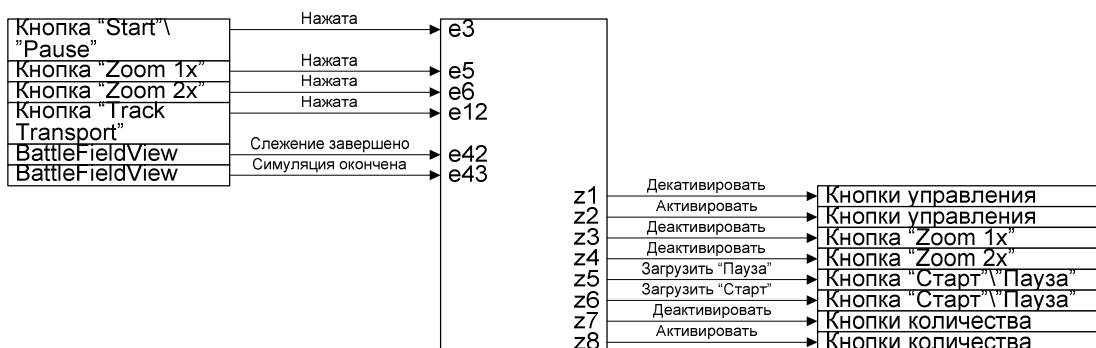 Кнопка “Start”\ Нажата e3
”Pause”
Кнопка “Zoom 1x” Нажата e5
Кнопка “Zoom 2x” Нажата e6
Кнопка “Track Нажата e12
Transport”
BattleFieldView Слежение завершено e42
BattleFieldView Симуляция окончена e43
z1 Декативировать Кнопки управления
z2 Активировать Кнопки управления
z3 Деактивировать Кнопка “Zoom 1x”
z4 Деактивировать Кнопка “Zoom 2x”
z5 Загрузить “Пауза” Кнопка “Старт”\”Пауза”
z6 Загрузить “Старт” Кнопка “Старт”\”Пауза”
z7 Деактивировать Кнопки количества
z8 Активировать Кнопки количества